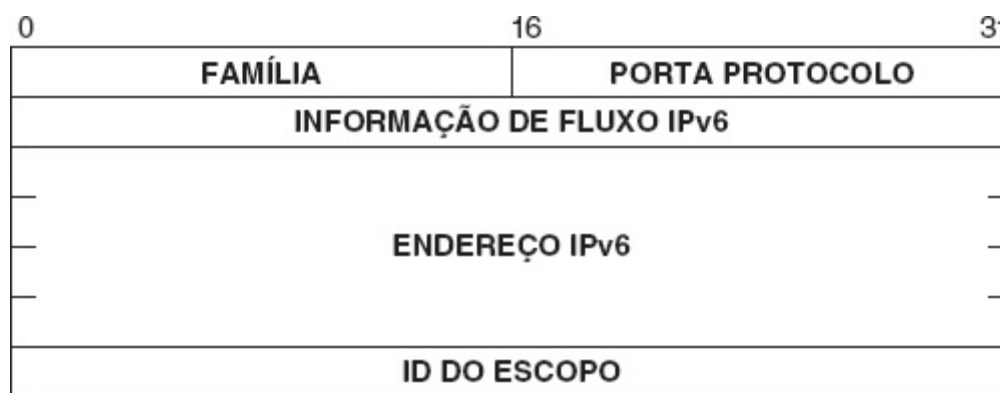 0 16 31
FAMÍLIA PORTA PROTOCOLO
INFORMAÇÃO DE FLUXO IPv6
ENDEREÇO IPv6
ID DO ESCOPO